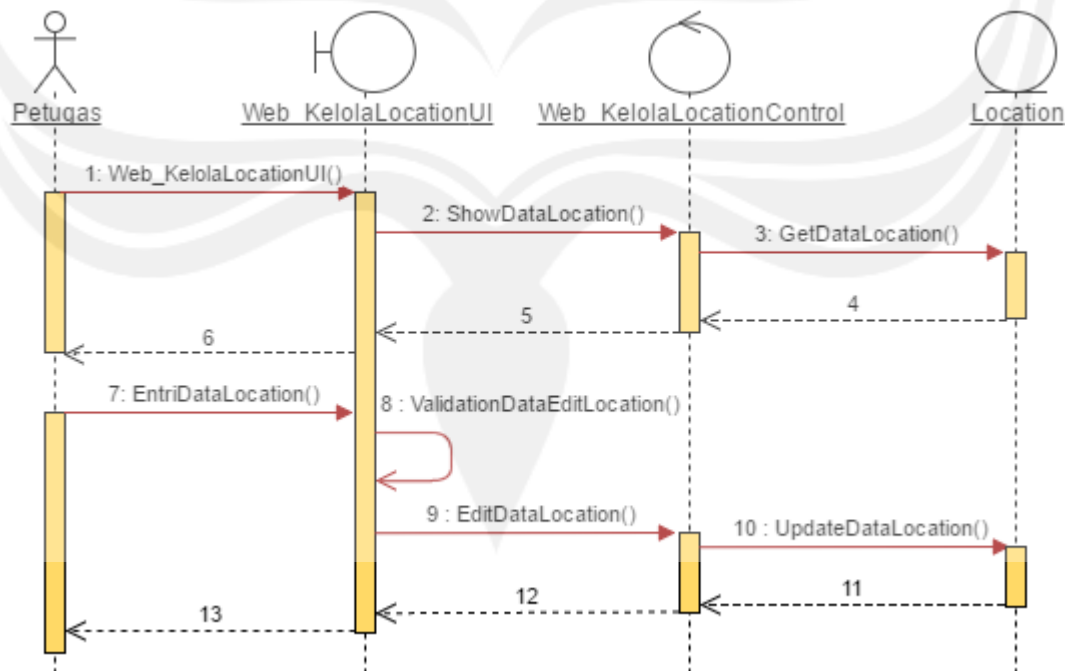 Petugas
Web_KelolaLocationUI
Web_KelolaLocationControl
Location
1: Web_KelolaLocationUI()
2: ShowDataLocation()
3: GetDataLocation()
4
5
6
7: EntriDataLocation()
8 : ValidationDataEditLocation()
9 : EditDataLocation()
10 : UpdateDataLocation()
11
12
13